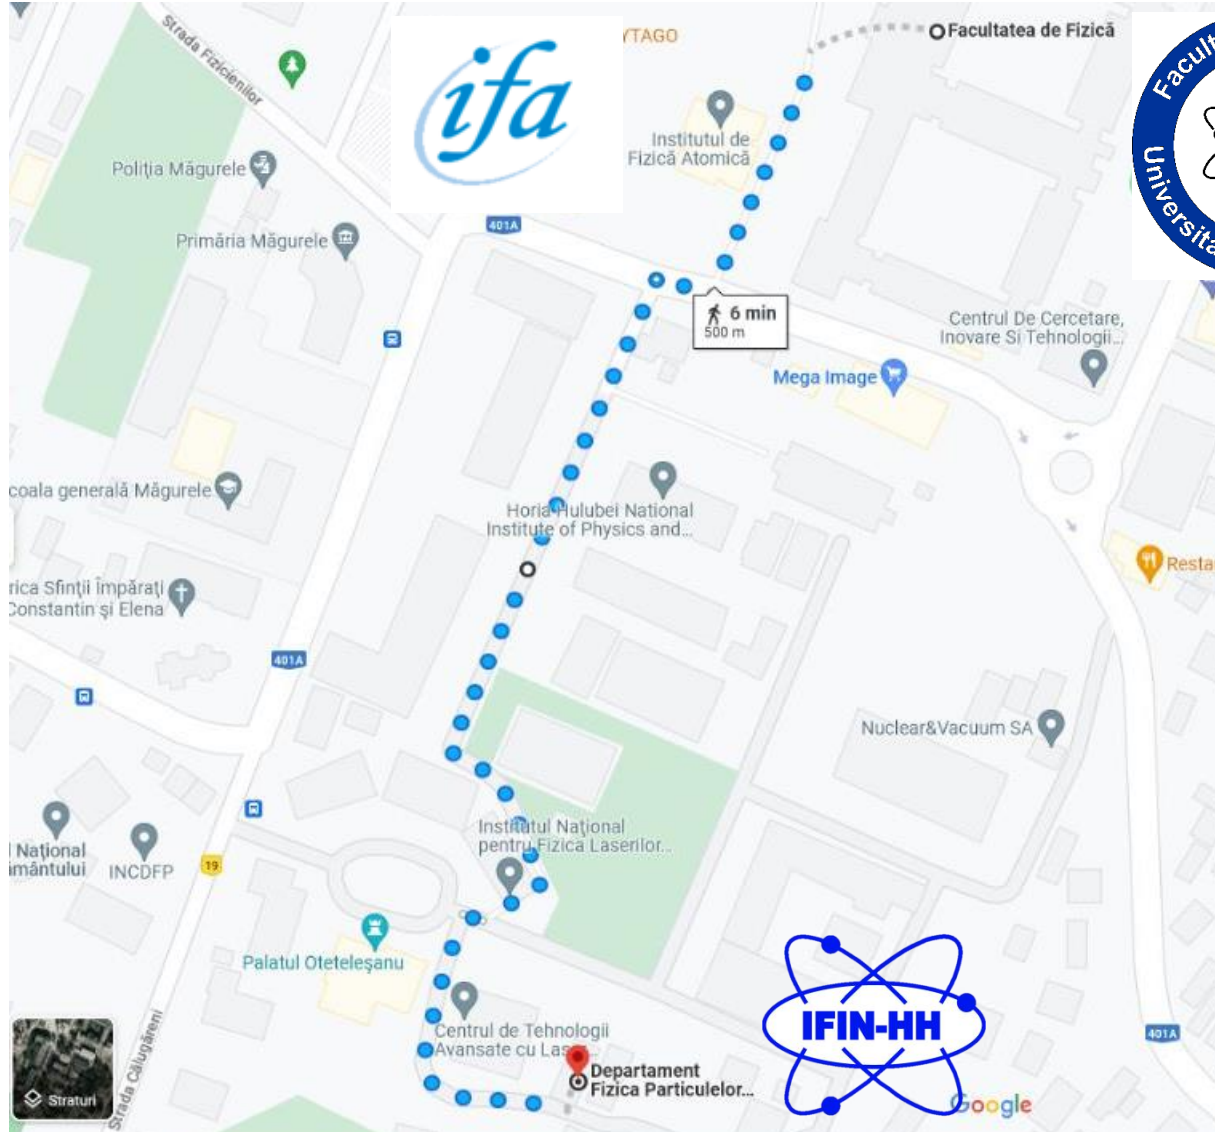 Facultatea de Fizică
YTAGO
Strada Fizicienilor
ifa
Facult
Universita
Institutul de
Fizică Atomică
Poliția Măgurele
401A
Primăria Măgurele
6 min
500 m
Centrul De Cercetare,
Inovare Si Tehnologii...
Mega Image
coala generală Măgurele
Horia Hulubei National
Institute of Physics and...
Resta
rica Sfinții Împărați
Constantin și Elena
401A
Nuclear&Vacuum SA
Institutul Național
pentru Fizica Laserilor...
l Național
mântului
INCDFP
19
Palatul Oteteleșanu
IFIN-HH
Centrul de Tehnologii
Avansate cu Laser
401A
Departament
Fizica Particulelor...
Strada Călugăreni
Straturi
Google